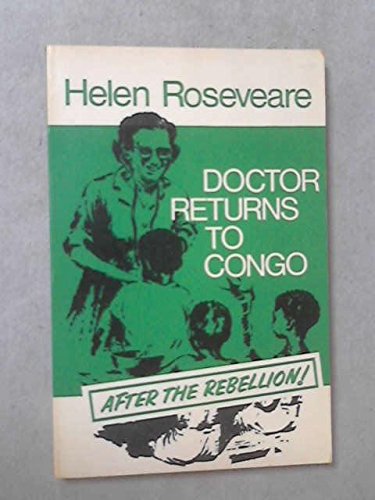 Helen Roseveare
DOCTOR
RETURNS
TO
CONGO
AFTER THE REBELLION!